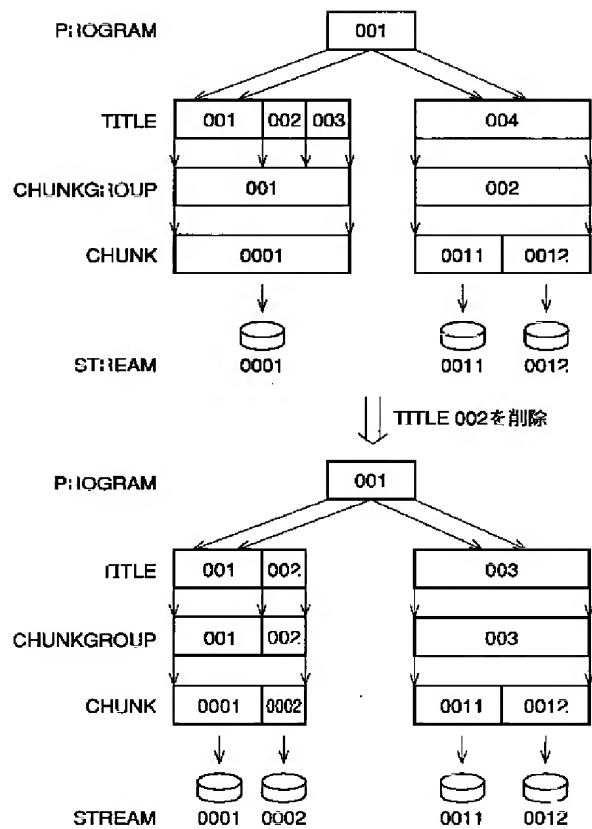 PROGRAM 001
TITLE 001 002 003 004
CHUNKGROUP 001 002
CHUNK 0001 0011 0012
STREAM 0001 0011 0012
TITLE 002を削除
PROGRAM 001
TITLE 001 002 003
CHUNKGROUP 001 002 003
CHUNK 0001 0002 0011 0012
STREAM 0001 0002 0011 0012